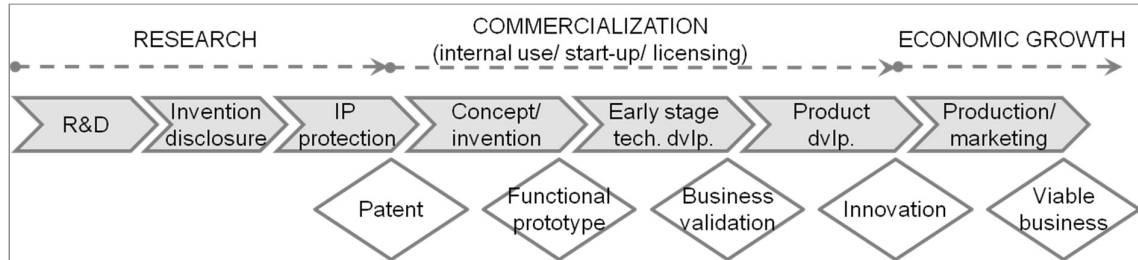 RESEARCH
COMMERCIALIZATION
(internal use/ start-up/ licensing)
ECONOMIC GROWTH
R&D
Invention
disclosure
IP
protection
Concept/
invention
Early stage
tech. dvlp.
Product
dvlp.
Production/
marketing
Patent
Functional
prototype
Business
validation
Innovation
Viable
business